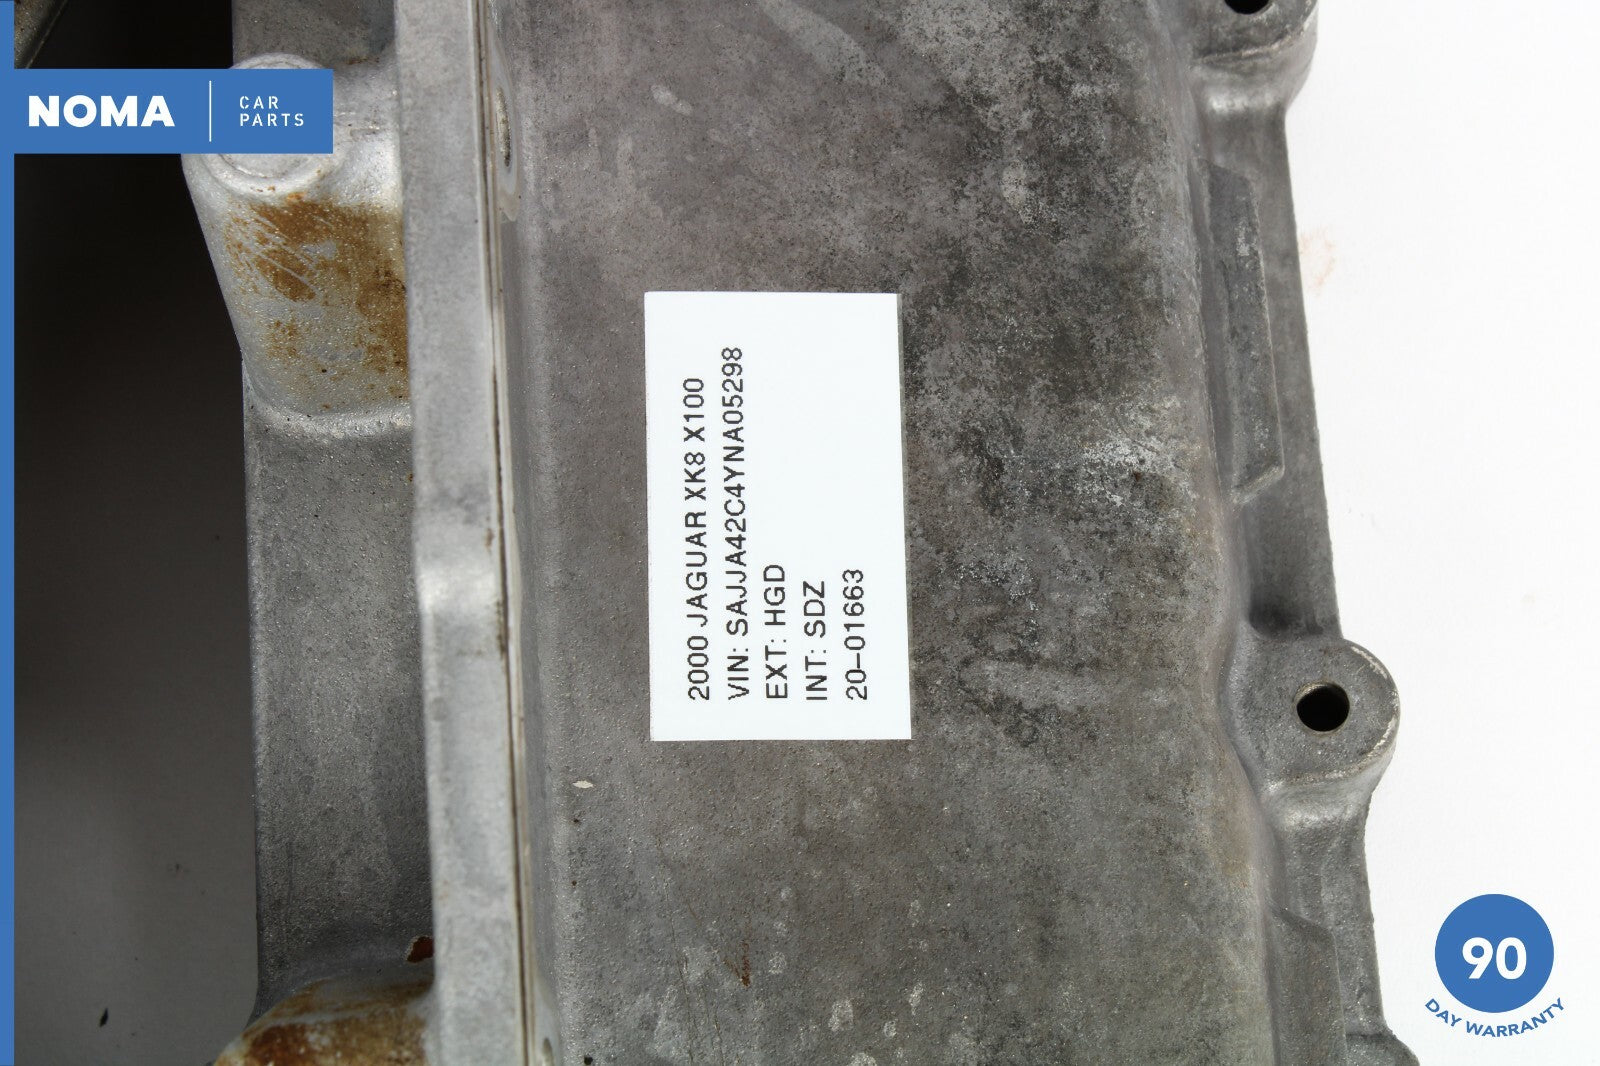 NOMA
CAR
PARTS
2000 JAGUAR XK8 X100
VIN: SAJJA42C4YNA05298
EXT: HGD
INT: SDZ
20-01663
90
DAY WARRANTY